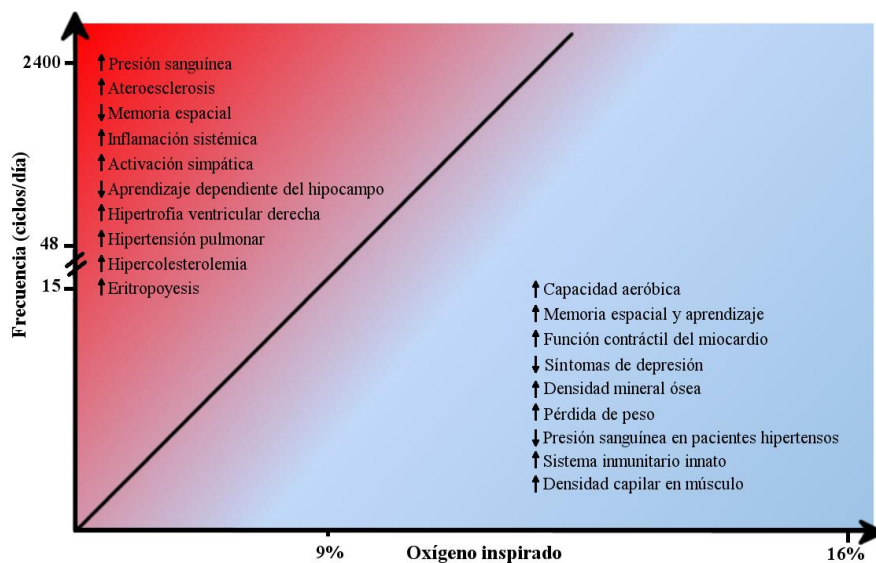 2400
Presión sanguínea
Ateroesclerosis
Memoria espacial
Inflamación sistémica
Activación simpática
Aprendizaje dependiente del hipocampo
Hipertrofía ventricular derecha
Hipertensión pulmonar
Hipercolesterolemia
Eritropoyesis
48
15
Frecuencia (ciclos/día)
Capacidad aeróbica
Memoria espacial y aprendizaje
Función contráctil del miocardio
Síntomas de depresión
Densidad mineral ósea
Pérdida de peso
Presión sanguínea en pacientes hipertensos
Sistema inmunitario innato
Densidad capilar en músculo
9%
Oxígeno inspirado
16%